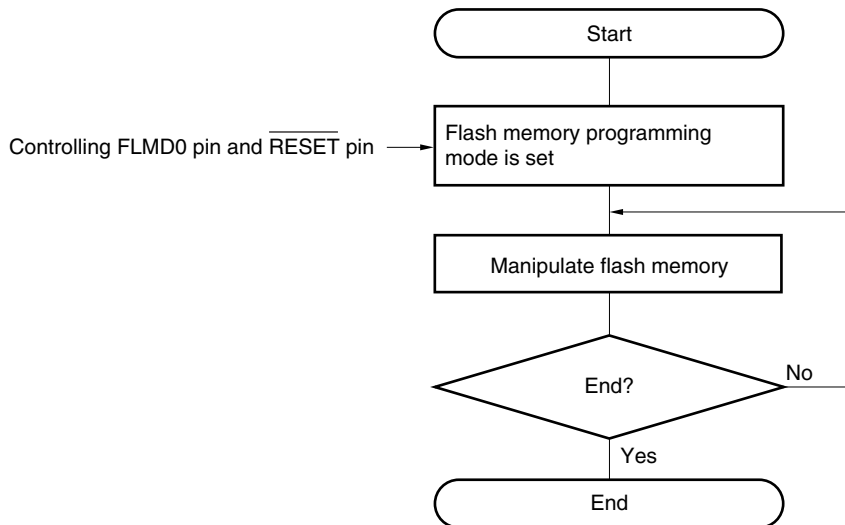 Start
Controlling FLMD0 pin and RESET pin
Flash memory programming
mode is set
Manipulate flash memory
End?
No
Yes
End